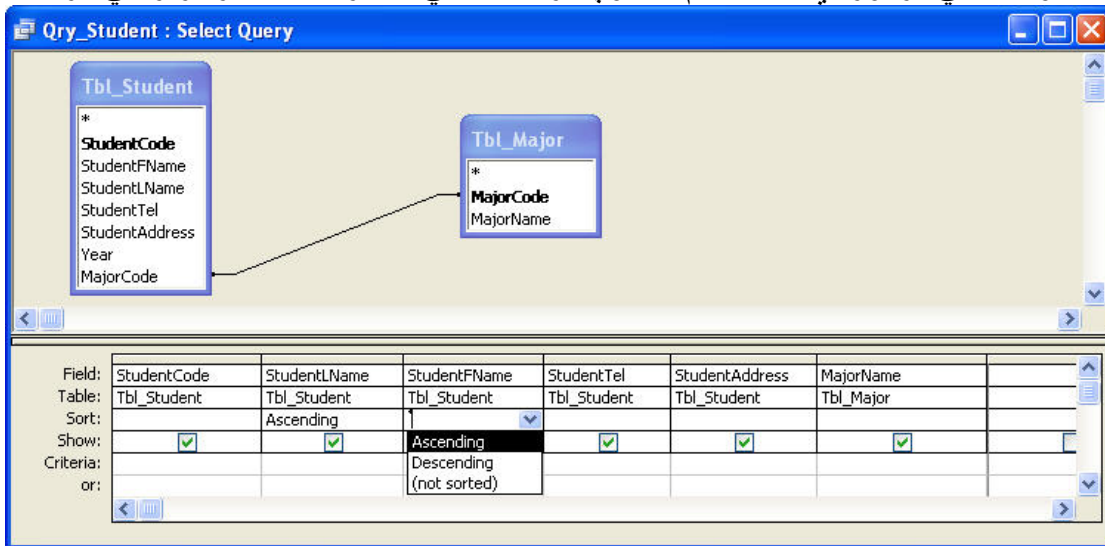 Qry_Student : Select Query
Tbl_Student
*
StudentCode
StudentFName
StudentLName
StudentTel
StudentAddress
Year
MajorCode
Tbl_Major
*
MajorCode
MajorName
Field: StudentCode StudentLName StudentFName StudentTel StudentAddress MajorName
Table: Tbl_Student Tbl_Student Tbl_Student Tbl_Student Tbl_Student Tbl_Major
Sort: Ascending
Show: Ascending
Criteria: Descending
or: (not sorted)